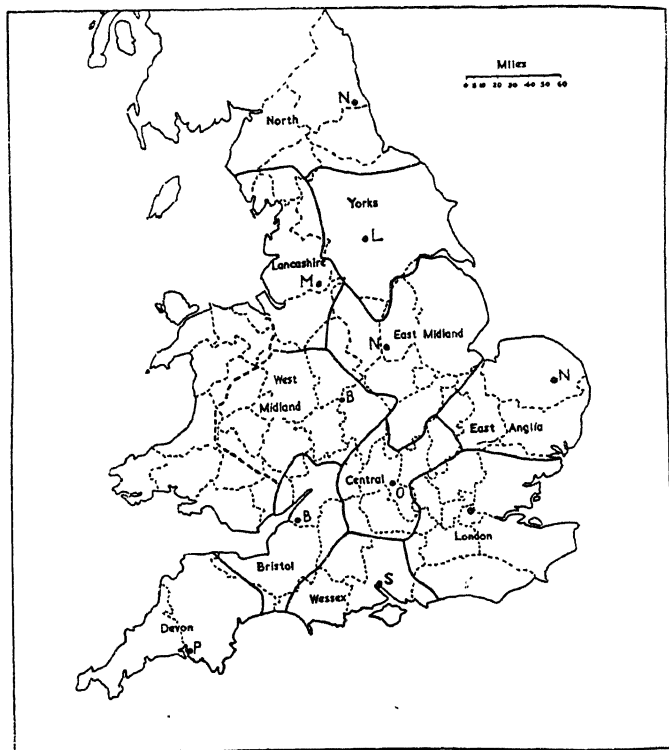 Miles
0 5 10 20 30 40 50 60
N
North
Yorks
L
Lancashire
M
N
East Midland
N
West
Midland
B
East Anglia
Central
O
B
London
Bristol
Wessex
S
Devon
P